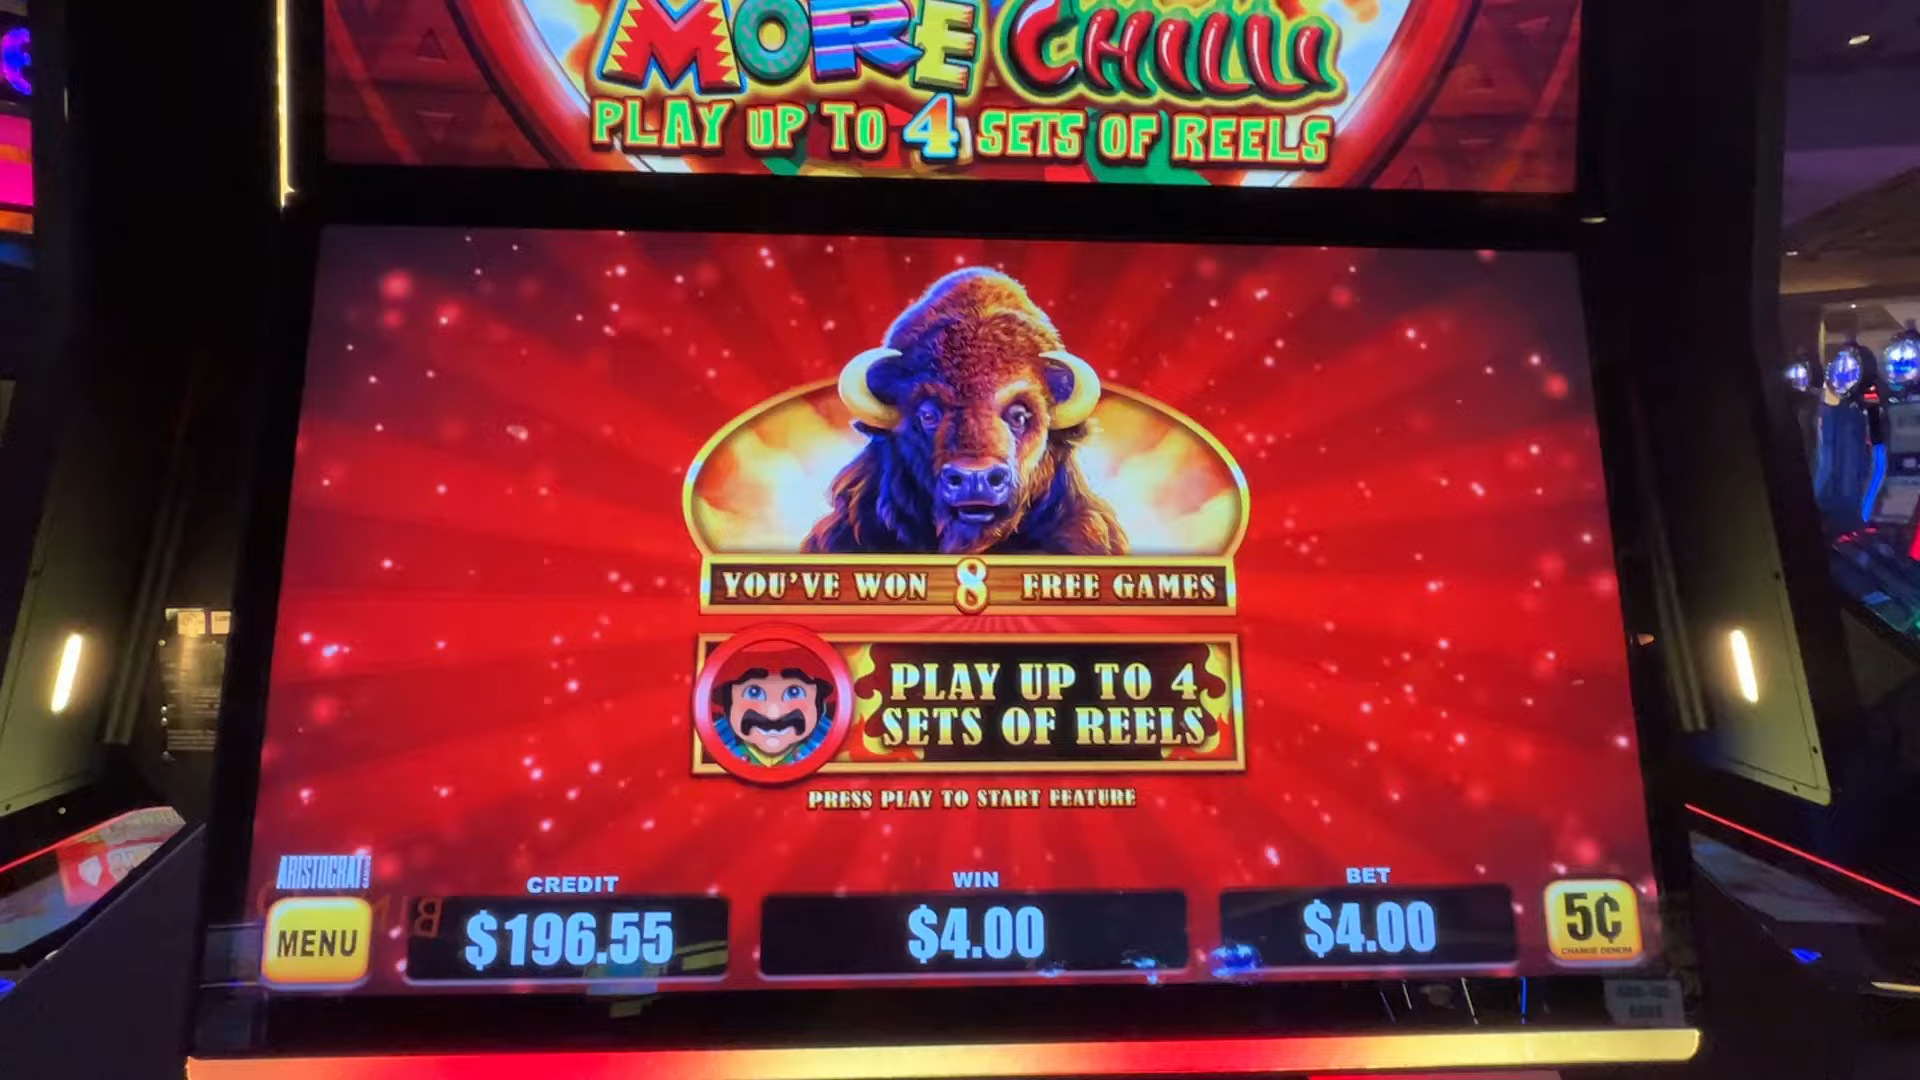 MORE CHILLI
PLAY UP TO 4 SETS OF REELS
YOU'VE WON 8 FREE GAMES
PLAY UP TO 4
SETS OF REELS
PRESS PLAY TO START FEATURE
ARISTOCRAT
CREDIT
WIN
BET
MENU
$196.55
$4.00
$4.00
5¢
CHANGE DENOM